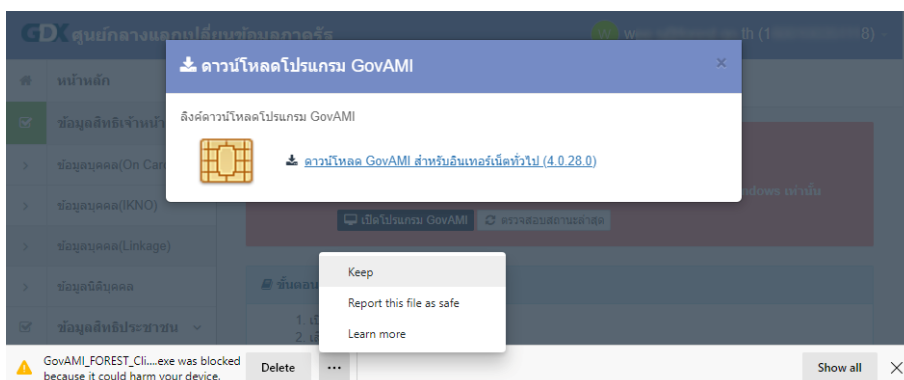 GDX ศูนย์กลางแลกเปลี่ยนข้อมูลภาครัฐ
ดาวน์โหลดโปรแกรม GovAMI
×
หน้าหลัก
ข้อมูลสิทธิเจ้าหน้า
ลิงค์ดาวน์โหลดโปรแกรม GovAMI
ดาวน์โหลด GovAMI สำหรับอินเทอร์เน็ตทั่วไป (4.0.28.0)
ข้อมูลบุคคล(On Car
ข้อมูลบุคคล(IKNO)
เปิดโปรแกรม GovAMI
ตรวจสอบสถานะล่าสุด
ข้อมูลบุคคล(Linkage)
ข้อมูลนิติบุคคล
ขั้นตอน
Keep
Report this file as safe
Learn more
ข้อมูลสิทธิประชาชน
1.
2.
GovAMI_FOREST_Cli....exe was blocked
because it could harm your device.
Delete
...
Show all